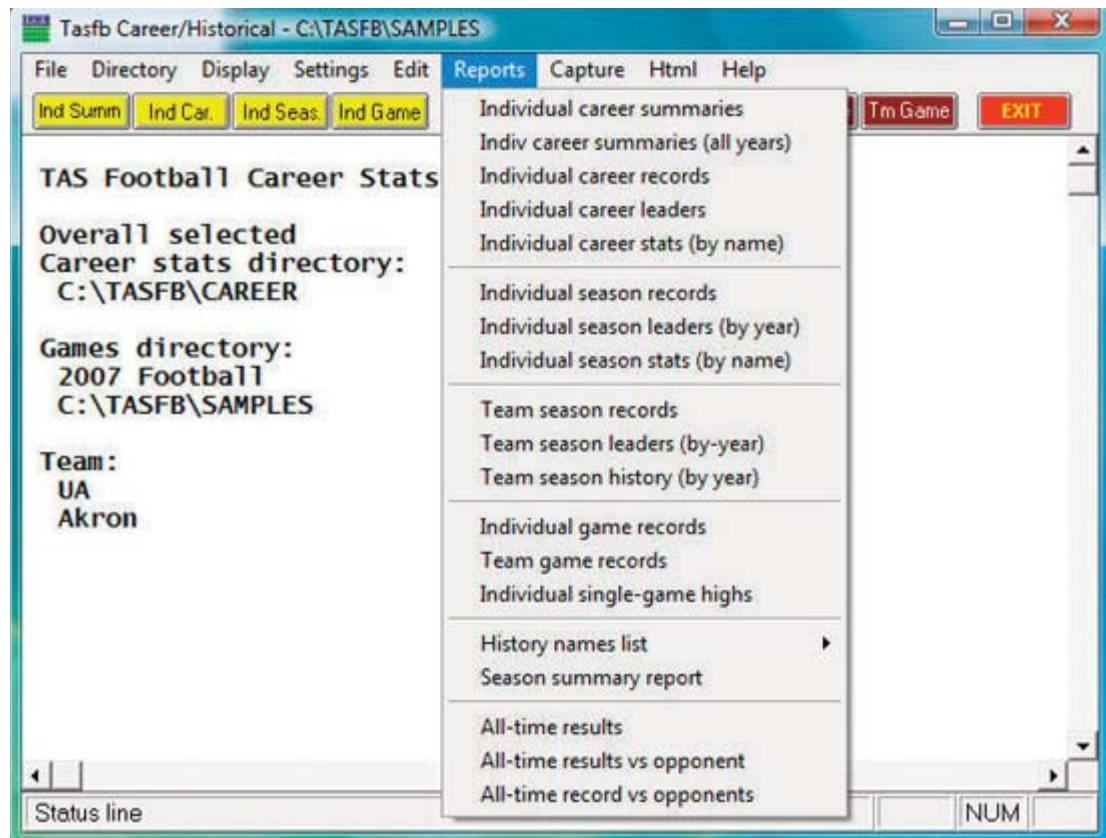 Tasfb Career/Historical - C:\TASFB\SAMPLES
File Directory Display Settings Edit Reports Capture Html Help
Ind Summ Ind Car. Ind Seas. Ind Game Tm Game EXIT
TAS Football Career Stats
Overall selected
Career stats directory:
C:\TASFB\CAREER
Games directory:
2007 Football
C:\TASFB\SAMPLES
Team:
UA
Akron
Individual career summaries
Indiv career summaries (all years)
Individual career records
Individual career leaders
Individual career stats (by name)
Individual season records
Individual season leaders (by year)
Individual season stats (by name)
Team season records
Team season leaders (by-year)
Team season history (by year)
Individual game records
Team game records
Individual single-game highs
History names list
Season summary report
All-time results
All-time results vs opponent
All-time record vs opponents
Status line NUM